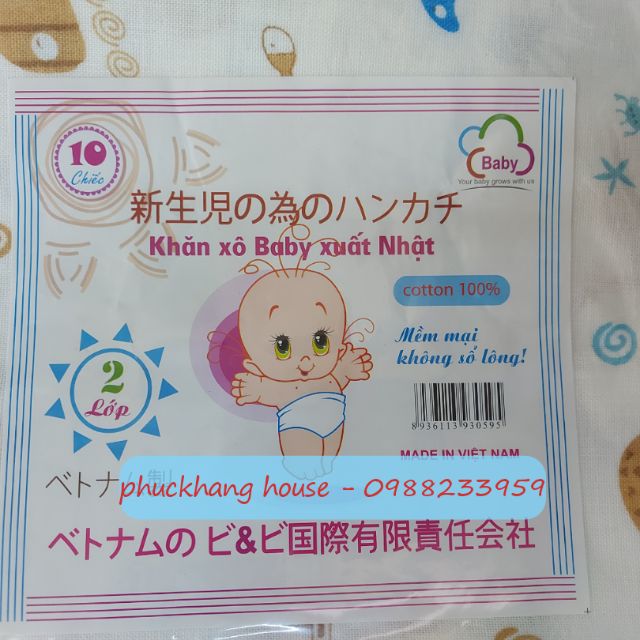 10
Chiếc
Baby
Your baby grows with us
新生児の為のハンカチ
Khăn xô Baby xuất Nhật
cotton 100%
Mềm mại
không sổ lông!
2
Lớp
8936113930595
MADE IN VIỆT NAM
ベトナム 制
phuckhang house - 0988233959
ベトナムの ビ&ビ国際有限責任会社